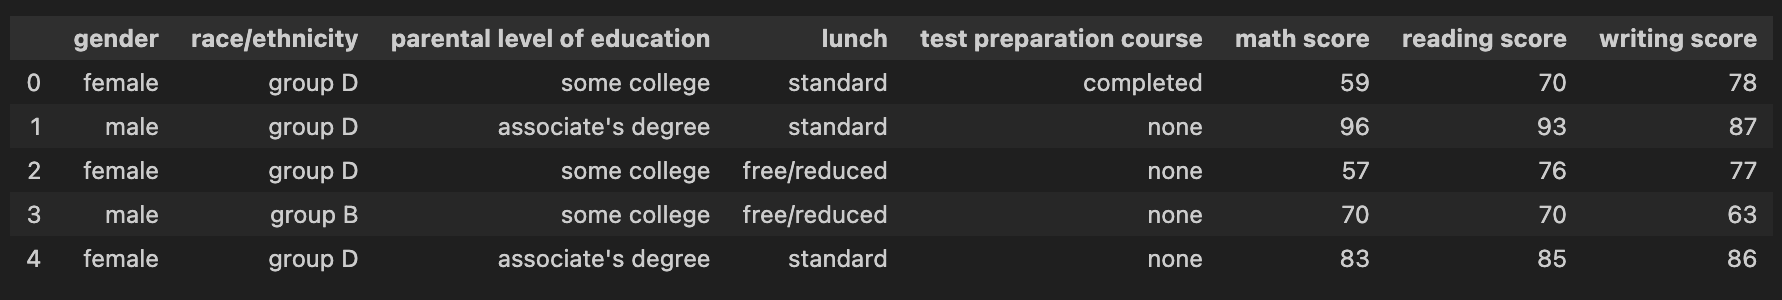 gender race/ethnicity parental level of education lunch test preparation course math score reading score writing score
0 female group D some college standard completed 59 70 78
1 male group D associate's degree standard none 96 93 87
2 female group D some college free/reduced none 57 76 77
3 male group B some college free/reduced none 70 70 63
4 female group D associate's degree standard none 83 85 86